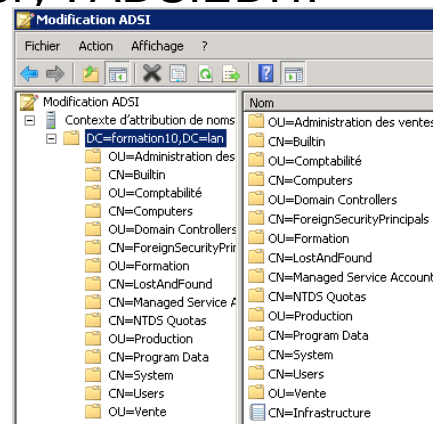 Modification ADSI
Fichier Action Affichage ?
Modification ADSI
Contexte d'attribution de noms
DC=formation10,DC=lan
OU=Administration des
CN=Builtin
OU=Comptabilité
CN=Computers
OU=Domain Controllers
CN=ForeignSecurityPrin
OU=Formation
CN=LostAndFound
CN=Managed Service A
CN=NTDS Quotas
OU=Production
CN=Program Data
CN=System
CN=Users
OU=Vente
Nom
OU=Administration des ventes
CN=Builtin
OU=Comptabilité
CN=Computers
OU=Domain Controllers
CN=ForeignSecurityPrincipals
OU=Formation
CN=LostAndFound
CN=Managed Service Account
CN=NTDS Quotas
OU=Production
CN=Program Data
CN=System
CN=Users
OU=Vente
CN=Infrastructure